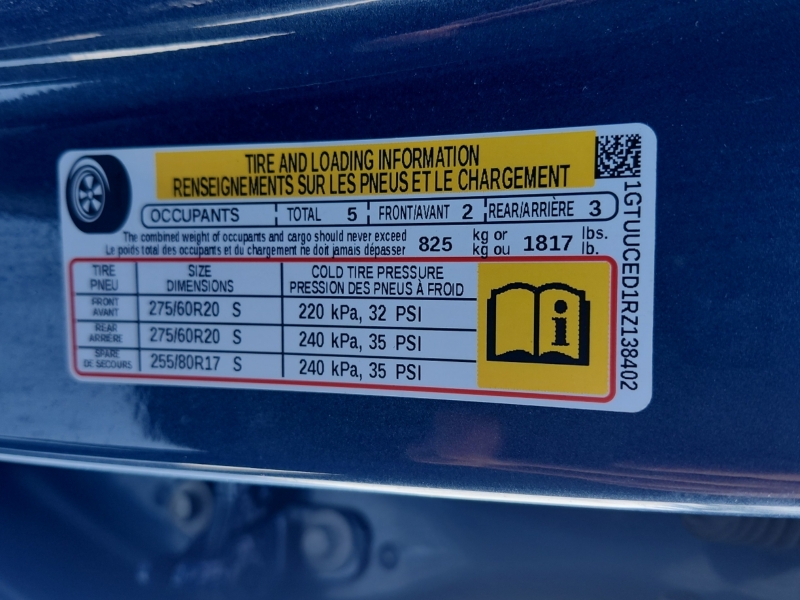 TIRE AND LOADING INFORMATION
RENSEIGNEMENTS SUR LES PNEUS ET LE CHARGEMENT
OCCUPANTS TOTAL 5 FRONT/AVANT 2 REAR/ARRIÈRE 3
The combined weight of occupants and cargo should never exceed
Le poids total des occupants et du chargement ne doit jamais dépasser
825 kg or 1817 lbs.
kg ou lb.
TIRE SIZE COLD TIRE PRESSURE
PNEU DIMENSIONS PRESSION DES PNEUS À FROID
FRONT
AVANT 275/60R20 S 220 kPa, 32 PSI
REAR
ARRIÈRE 275/60R20 S 240 kPa, 35 PSI
SPARE
DE SECOURS 255/80R17 S 240 kPa, 35 PSI
i
1GTUUCED1RZ138402